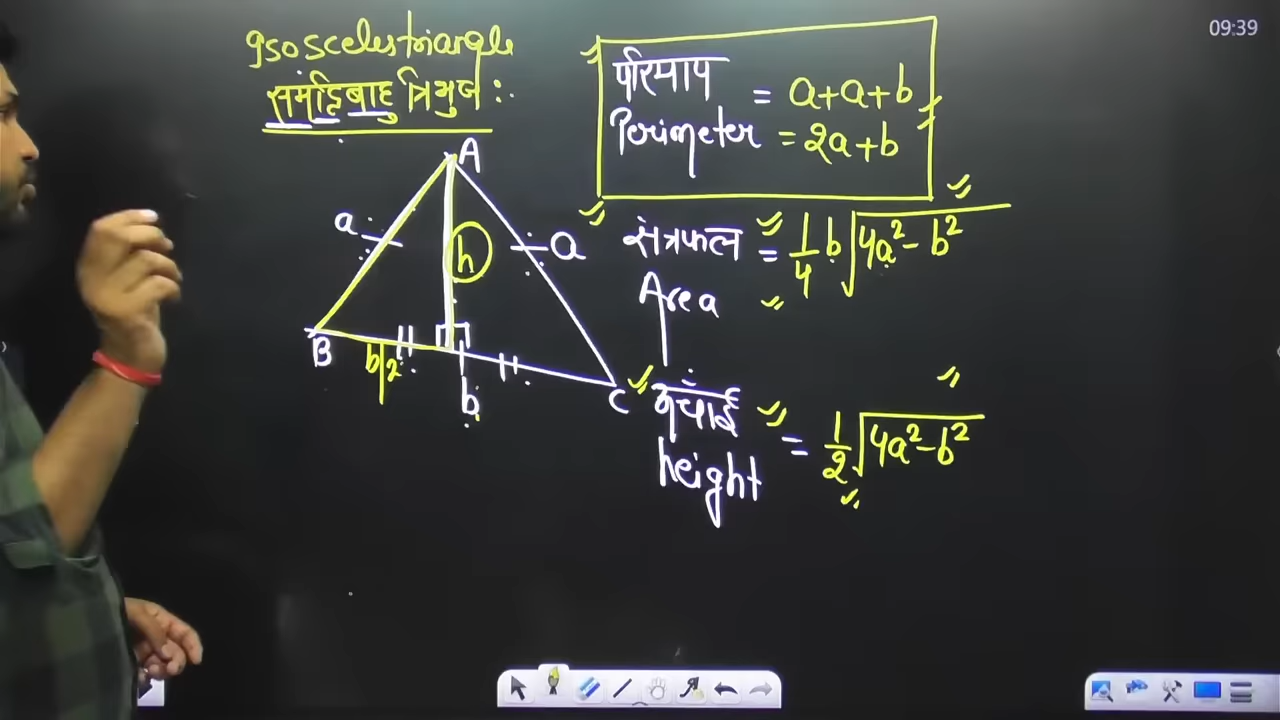 09:39
Isosceles triangle
समद्विबाहु त्रिभुज :-
परिमाप
Perimeter
= a+a+b
= 2a+b
A
a
h
a
B
b/2
b
C
क्षेत्रफल
Area
= 1/4 b√4a²-b²
ऊंचाई
height
= 1/2 √4a²-b²